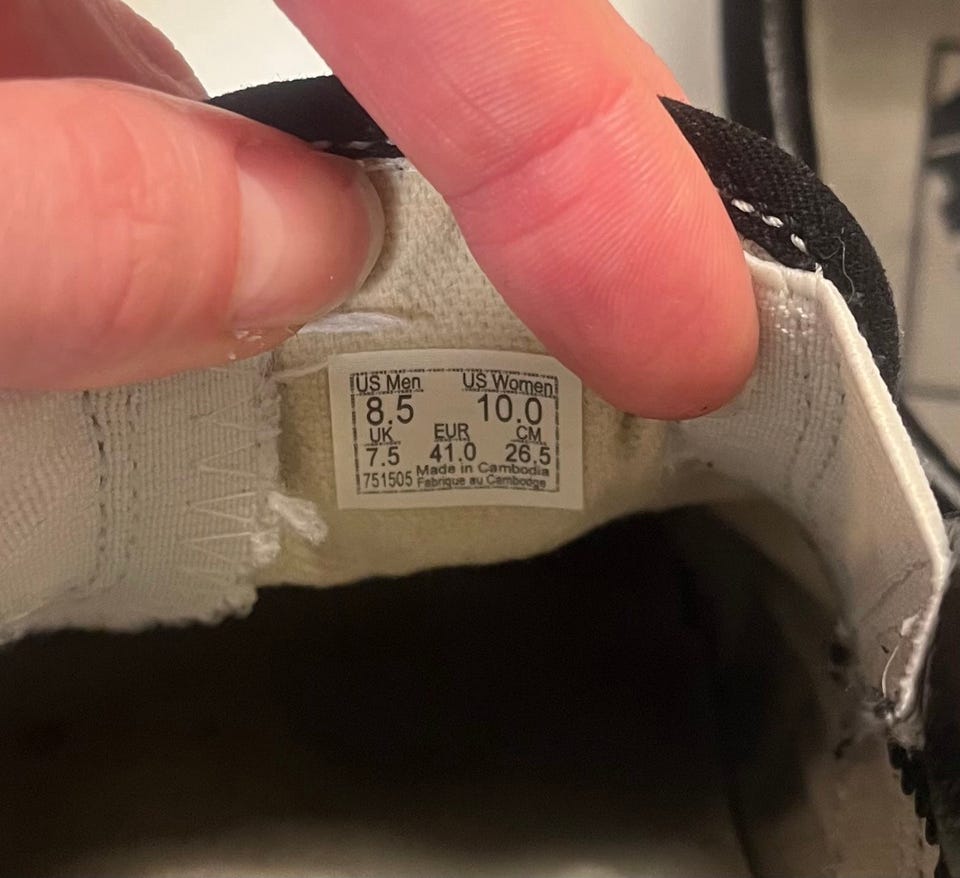 US Men US Women
8.5 10.0
UK EUR CM
7.5 41.0 26.5
751505 Made in Cambodia
Fabrique au Cambodge